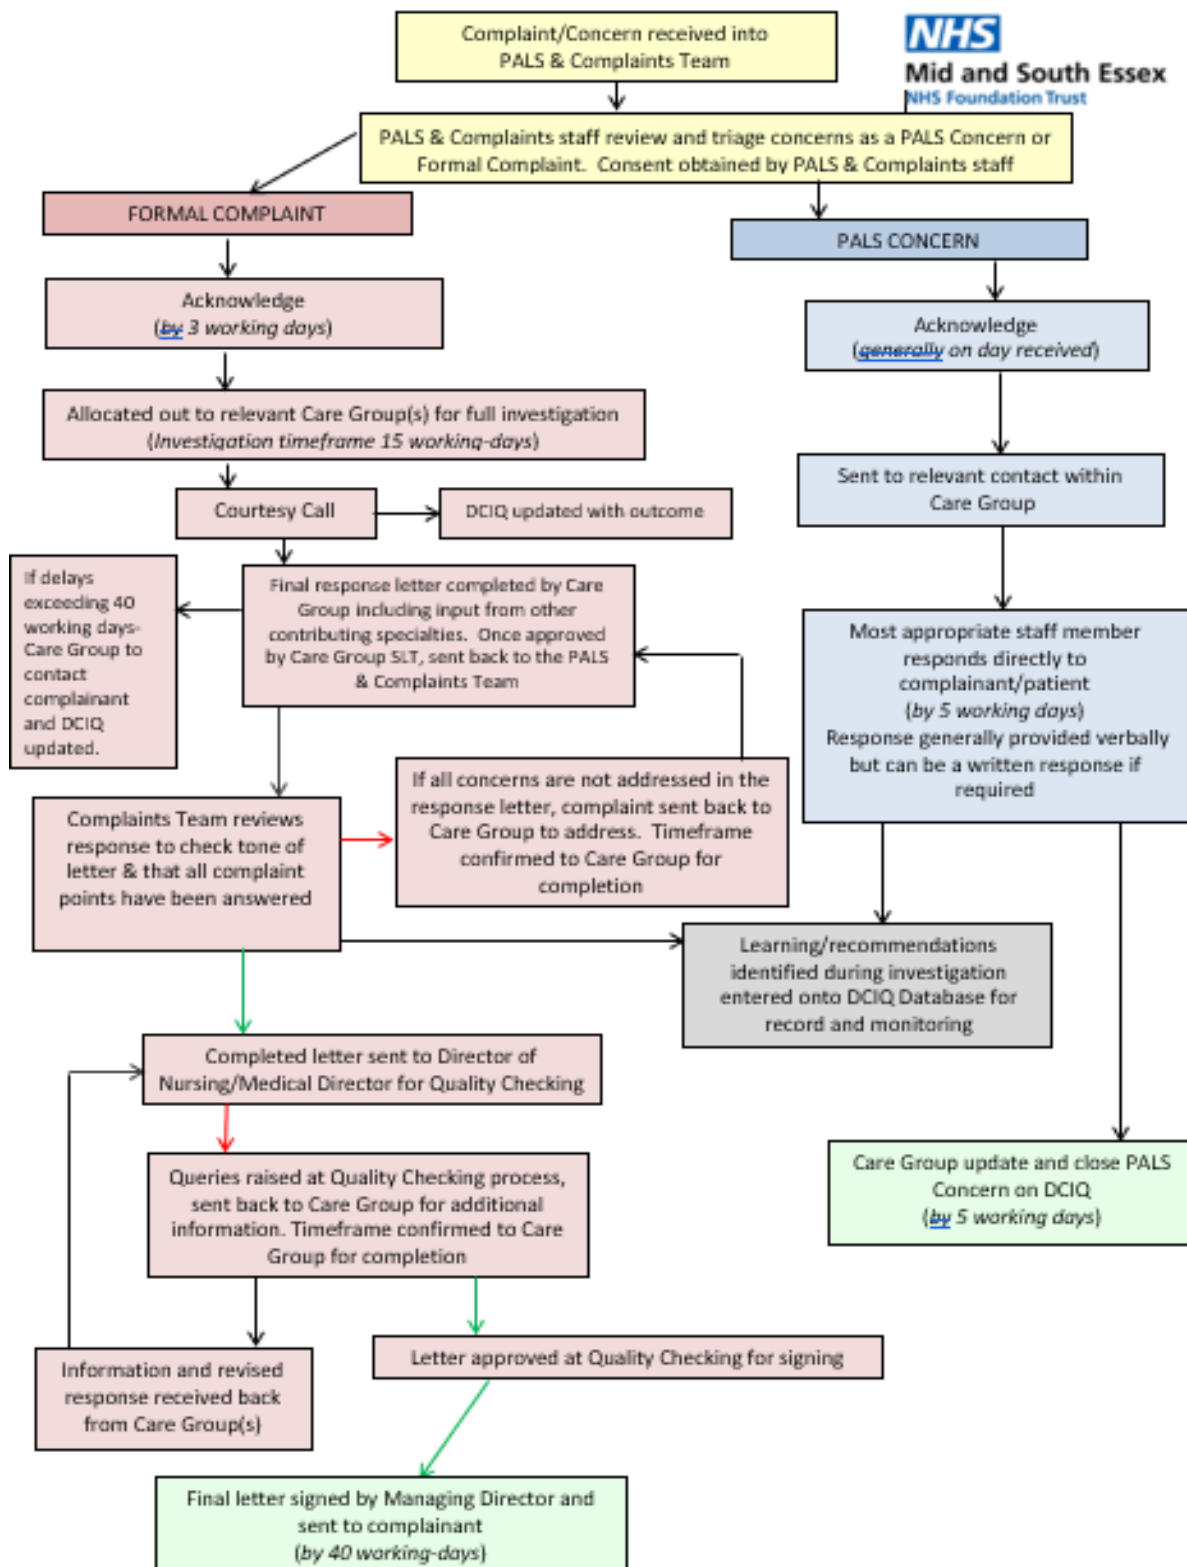 Complaint/Concern received into
PALS & Complaints Team
NHS
Mid and South Essex
NHS Foundation Trust
PALS & Complaints staff review and triage concerns as a PALS Concern or
Formal Complaint. Consent obtained by PALS & Complaints staff
FORMAL COMPLAINT
Acknowledge
(by 3 working days)
Allocated out to relevant Care Group(s) for full investigation
(Investigation timeframe 15 working-days)
Courtesy Call
DCIQ updated with outcome
If delays
exceeding 40
working days-
Care Group to
contact
complainant
and DCIQ
updated.
Final response letter completed by Care
Group including input from other
contributing specialties. Once approved
by Care Group SLT, sent back to the PALS
& Complaints Team
Complaints Team reviews
response to check tone of
letter & that all complaint
points have been answered
If all concerns are not addressed in the
response letter, complaint sent back to
Care Group to address. Timeframe
confirmed to Care Group for
completion
Completed letter sent to Director of
Nursing/Medical Director for Quality Checking
Queries raised at Quality Checking process,
sent back to Care Group for additional
information. Timeframe confirmed to Care
Group for completion
Information and revised
response received back
from Care Group(s)
Letter approved at Quality Checking for signing
Final letter signed by Managing Director and
sent to complainant
(by 40 working-days)
PALS CONCERN
Acknowledge
(generally on day received)
Sent to relevant contact within
Care Group
Most appropriate staff member
responds directly to
complainant/patient
(by 5 working days)
Response generally provided verbally
but can be a written response if
required
Learning/recommendations
identified during investigation
entered onto DCIQ Database for
record and monitoring
Care Group update and close PALS
Concern on DCIQ
(by 5 working days)